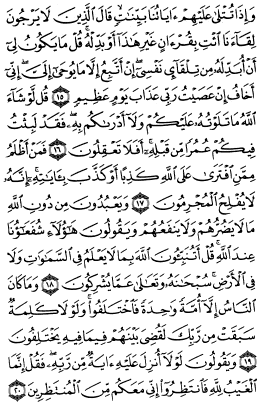 وَإِذَا تُتْلَىٰ عَلَيْهِمْ ءَايَاتُنَا بَيِّنَٰتٍ قَالَ ٱلَّذِينَ لَا يَرْجُونَ
لِقَآءَنَا ٱئْتِ بِقُرْءَانٍ غَيْرِ هَٰذَآ أَوْ بَدِّلْهُ ۚ قُلْ مَا يَكُونُ لِىٓ
أَنْ أُبَدِّلَهُۥ مِن تِلْقَآئِ نَفْسِىٓ ۖ إِنْ أَتَّبِعُ إِلَّا مَا يُوحَىٰٓ إِلَىَّ ۖ إِنِّىٓ
أَخَافُ إِنْ عَصَيْتُ رَبِّى عَذَابَ يَوْمٍ عَظِيمٍ ١٥ قُل لَّوْ شَآءَ
ٱللَّهُ مَا تَلَوْتُهُۥ عَلَيْكُمْ وَلَآ أَدْرَىٰكُم بِهِۦ ۖ فَقَدْ لَبِثْتُ
فِيكُمْ عُمُرًا مِّن قَبْلِهِۦٓ ۚ أَفَلَا تَعْقِلُونَ ١٦ فَمَنْ أَظْلَمُ
مِمَّنِ ٱفْتَرَىٰ عَلَى ٱللَّهِ كَذِبًا أَوْ كَذَّبَ بِـَٔايَٰتِهِۦٓ ۚ إِنَّهُۥ
لَا يُفْلِحُ ٱلْمُجْرِمُونَ ١٧ وَيَعْبُدُونَ مِن دُونِ ٱللَّهِ
مَا لَا يَضُرُّهُمْ وَلَا يَنفَعُهُمْ وَيَقُولُونَ هَٰٓؤُلَآءِ شُفَعَٰٓؤُنَا
عِندَ ٱللَّهِ ۚ قُلْ أَتُنَبِّـُٔونَ ٱللَّهَ بِمَا لَا يَعْلَمُ فِى ٱلسَّمَٰوَٰتِ وَلَا
فِى ٱلْأَرْضِ ۚ سُبْحَٰنَهُۥ وَتَعَٰلَىٰ عَمَّا يُشْرِكُونَ ١٨ وَمَا كَانَ
ٱلنَّاسُ إِلَّآ أُمَّةً وَٰحِدَةً فَٱخْتَلَفُوا۟ ۚ وَلَوْلَا كَلِمَةٌ
سَبَقَتْ مِن رَّبِّكَ لَقُضِىَ بَيْنَهُمْ فِيمَا فِيهِ يَخْتَلِفُونَ
١٩ وَيَقُولُونَ لَوْلَآ أُنزِلَ عَلَيْهِ ءَايَةٌ مِّن رَّبِّهِۦ ۖ فَقُلْ إِنَّمَا
ٱلْغَيْبُ لِلَّهِ فَٱنتَظِرُوٓا۟ إِنِّى مَعَكُم مِّنَ ٱلْمُنتَظِرِينَ ٢٠